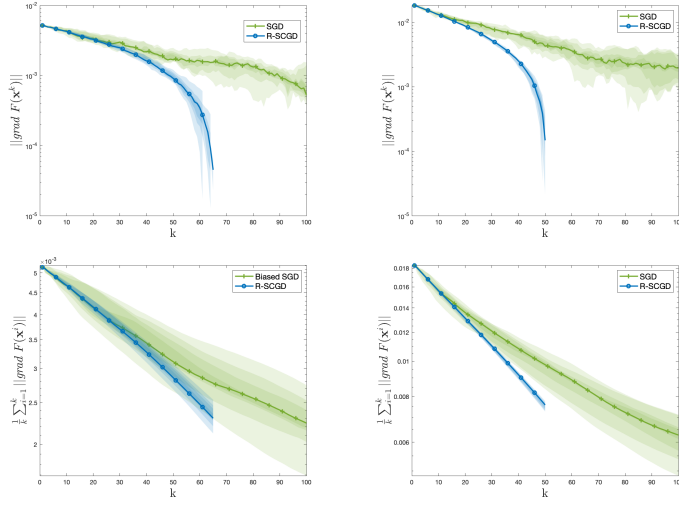 10^-2
10^-3
10^-4
10^-5
||grad F(x^k)||
0 10 20 30 40 50 60 70 80 90 100
k
SGD
R-SCGD
10^-2
10^-3
10^-4
10^-5
||grad F(x^k)||
0 10 20 30 40 50 60 70 80 90 100
k
SGD
R-SCGD
×10^-3
5
4.5
4
3.5
3
2.5
2
1/k ∑_{i=1}^k ||grad F(x^i)||
0 10 20 30 40 50 60 70 80 90 100
k
Biased SGD
R-SCGD
0.018
0.016
0.014
0.012
0.01
0.008
0.006
1/k ∑_{i=1}^k ||grad F(x^i)||
0 10 20 30 40 50 60 70 80 90 100
k
SGD
R-SCGD